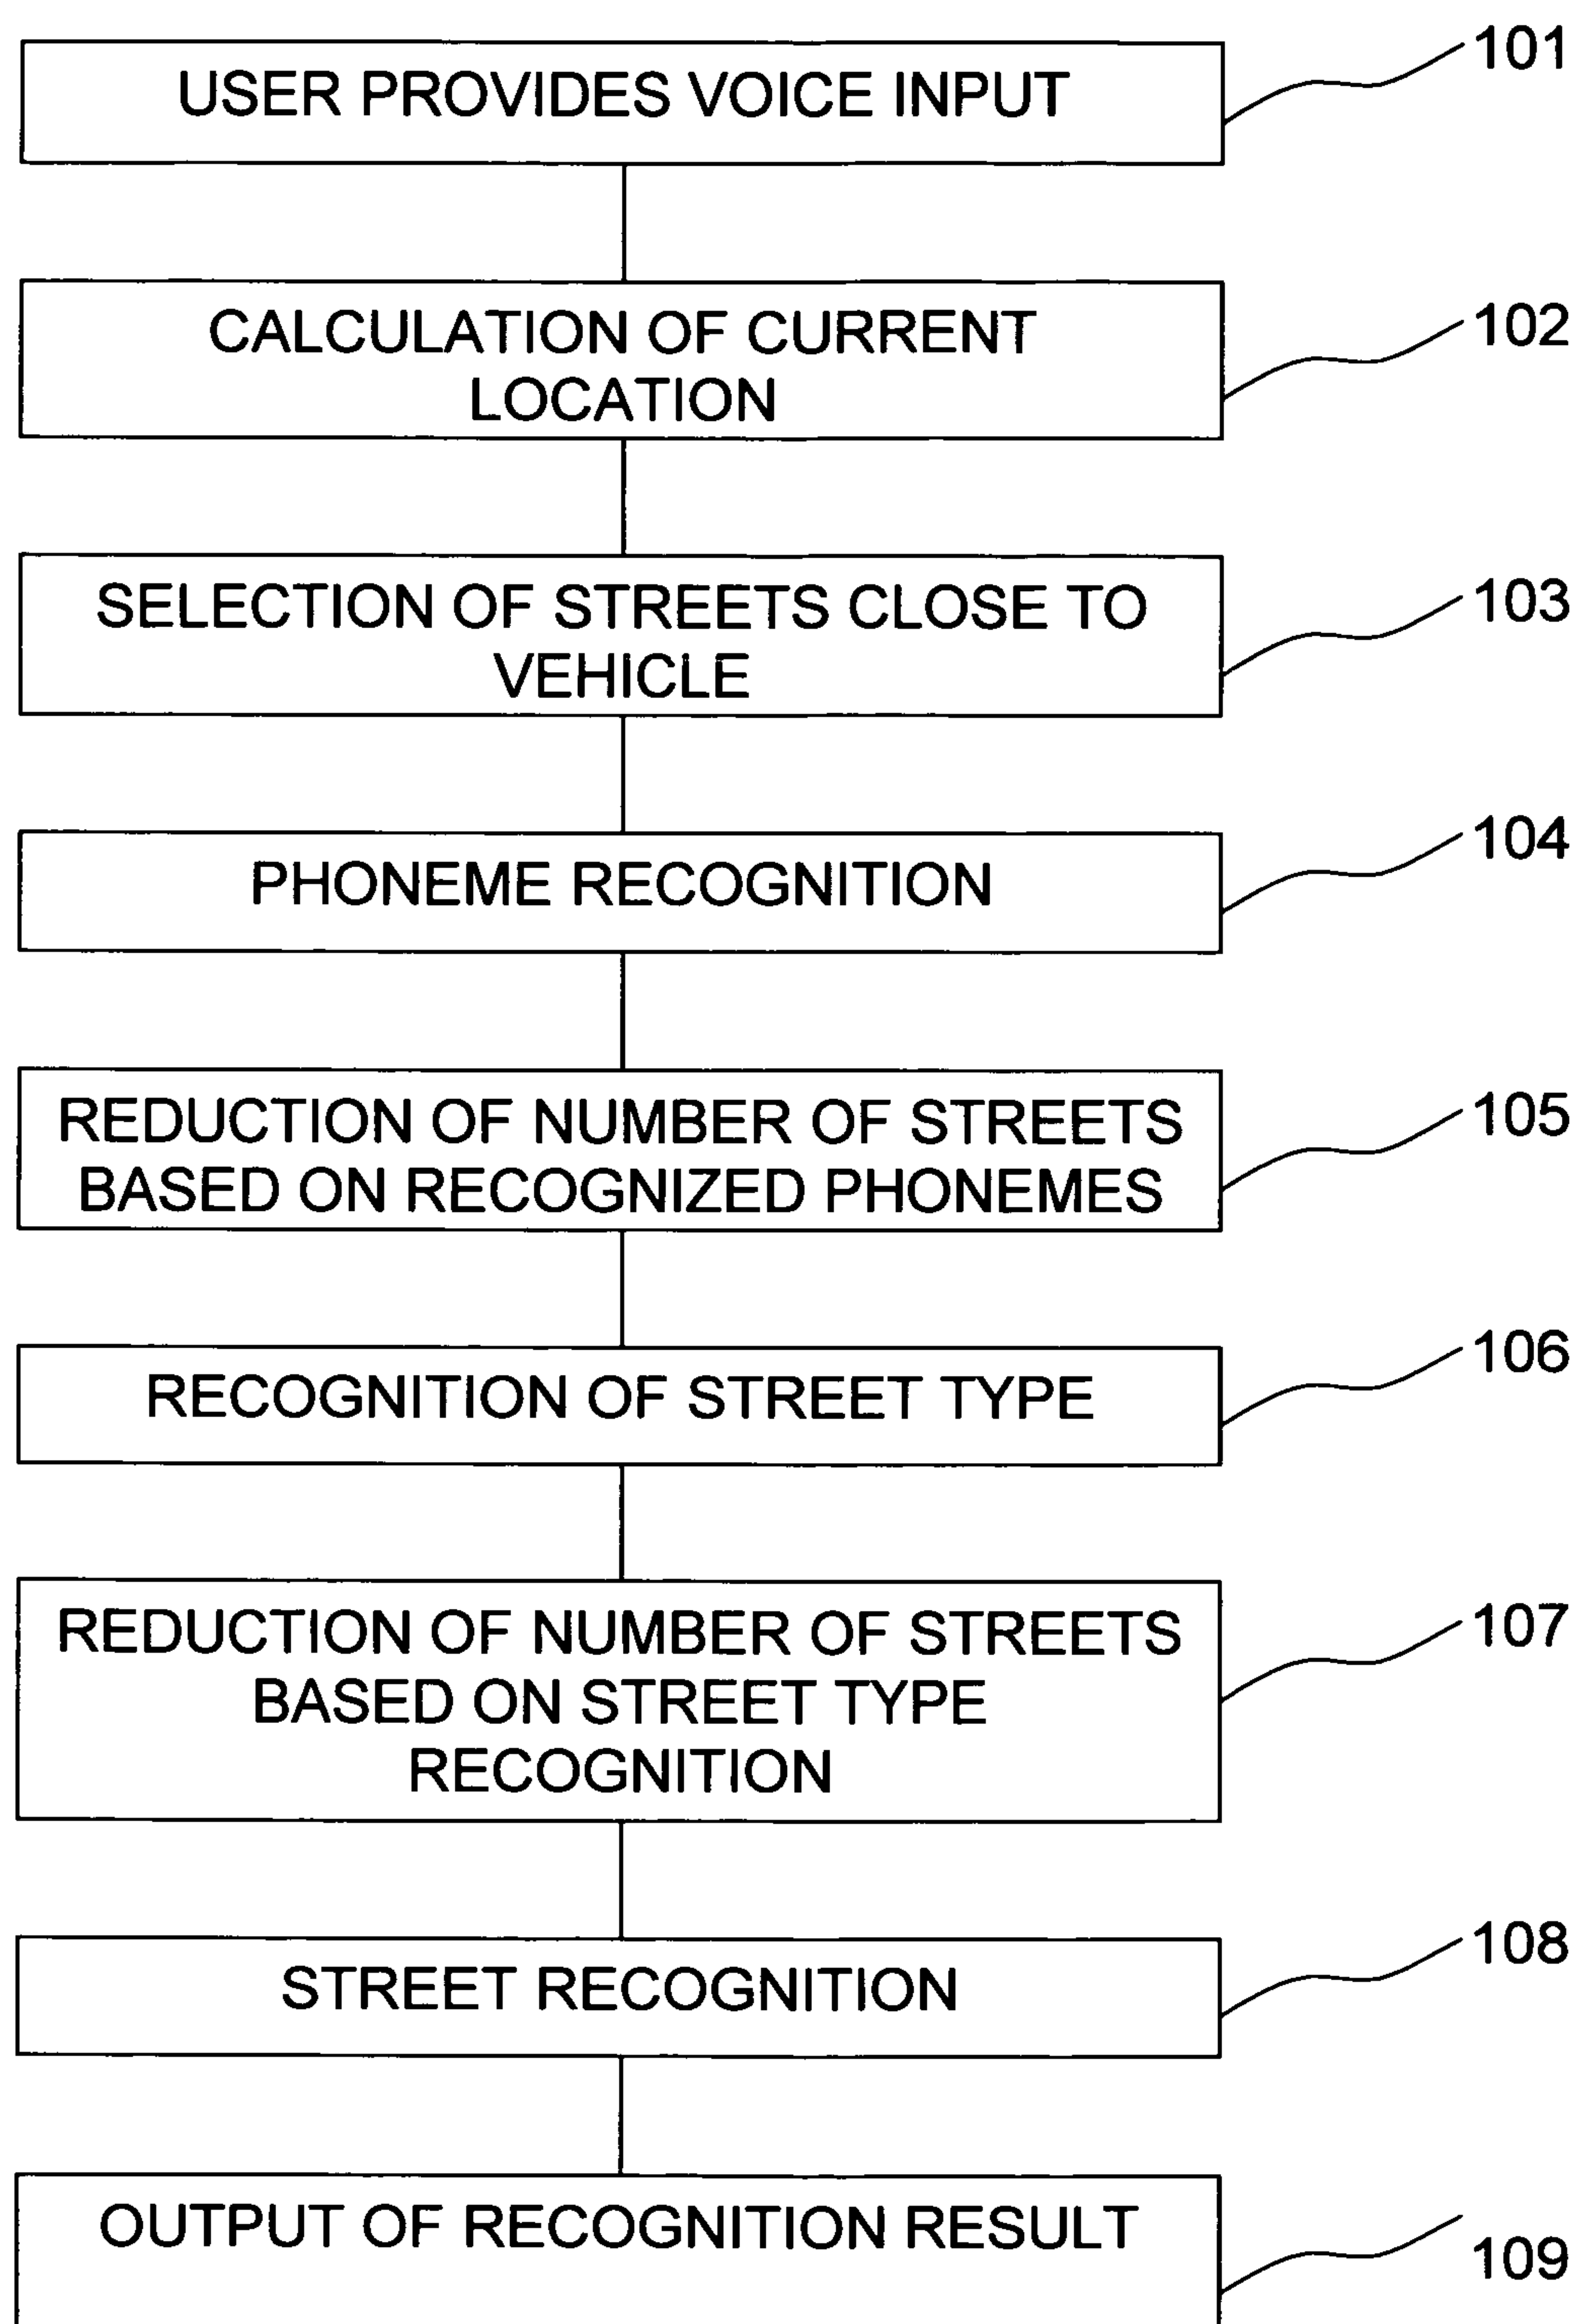 USER PROVIDES VOICE INPUT
101
CALCULATION OF CURRENT
LOCATION
102
SELECTION OF STREETS CLOSE TO
VEHICLE
103
PHONEME RECOGNITION
104
REDUCTION OF NUMBER OF STREETS
BASED ON RECOGNIZED PHONEMES
105
RECOGNITION OF STREET TYPE
106
REDUCTION OF NUMBER OF STREETS
BASED ON STREET TYPE
RECOGNITION
107
STREET RECOGNITION
108
OUTPUT OF RECOGNITION RESULT
109